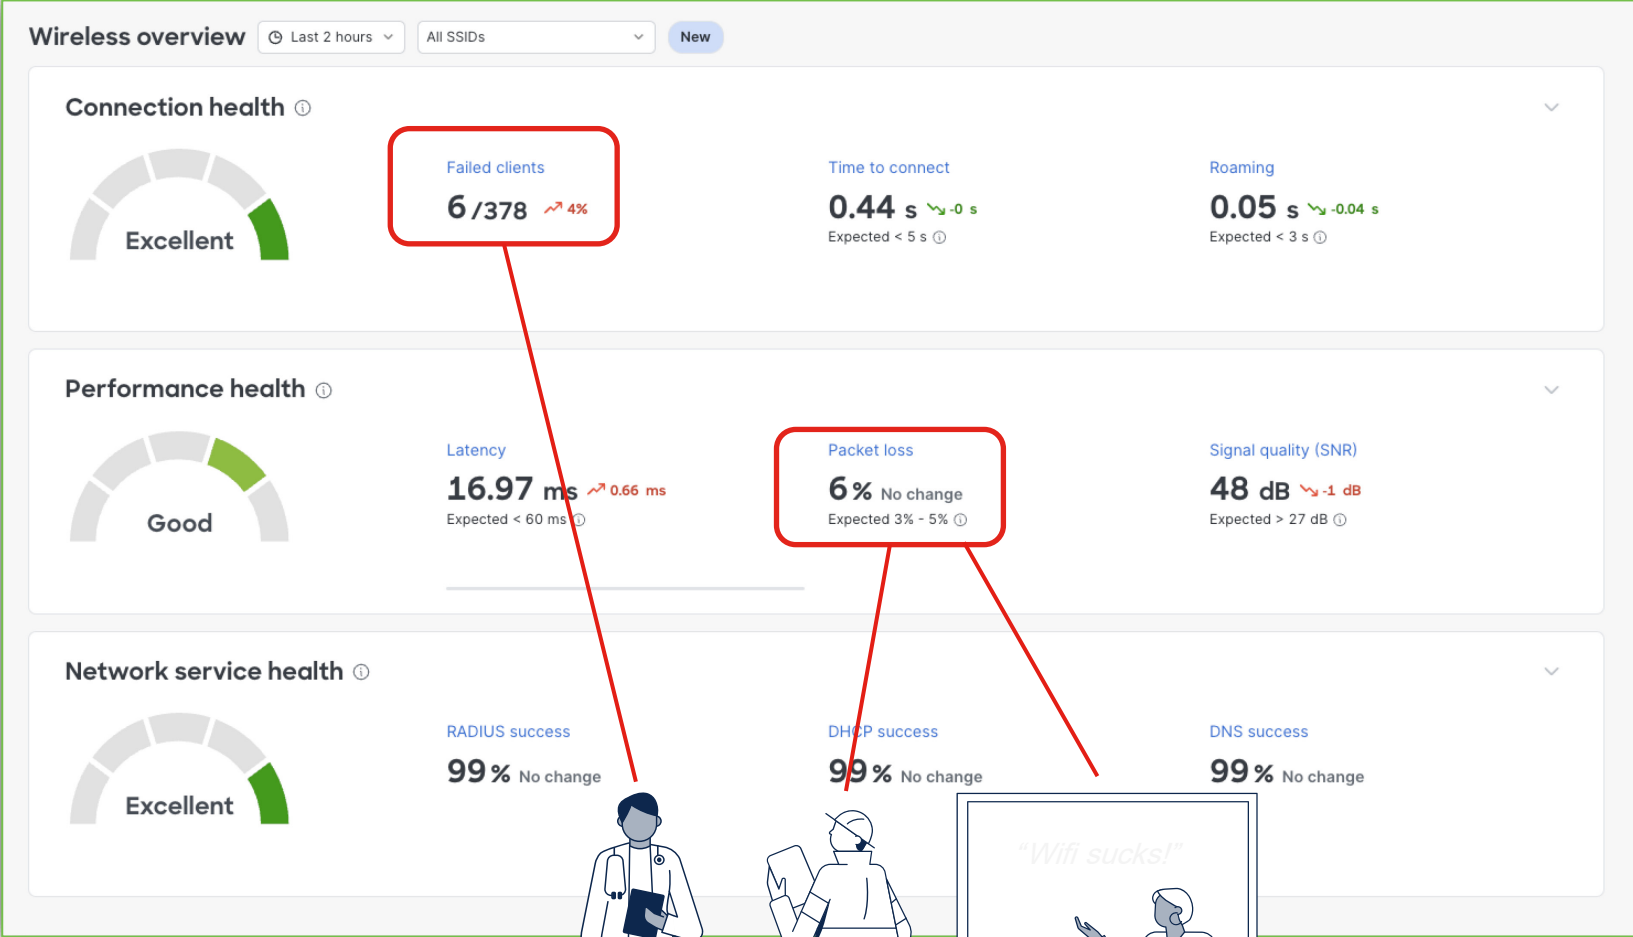 Wireless overview
Last 2 hours
All SSIDs
New
Connection health
Excellent
Failed clients
6/378 4%
Time to connect
0.44 s -0 s
Expected < 5 s
Roaming
0.05 s -0.04 s
Expected < 3 s
Performance health
Good
Latency
16.97 ms 0.66 ms
Expected < 60 ms
Packet loss
6% No change
Expected 3% - 5%
Signal quality (SNR)
48 dB -1 dB
Expected > 27 dB
Network service health
Excellent
RADIUS success
99% No change
DHCP success
99% No change
DNS success
99% No change
“Wifi sucks!”